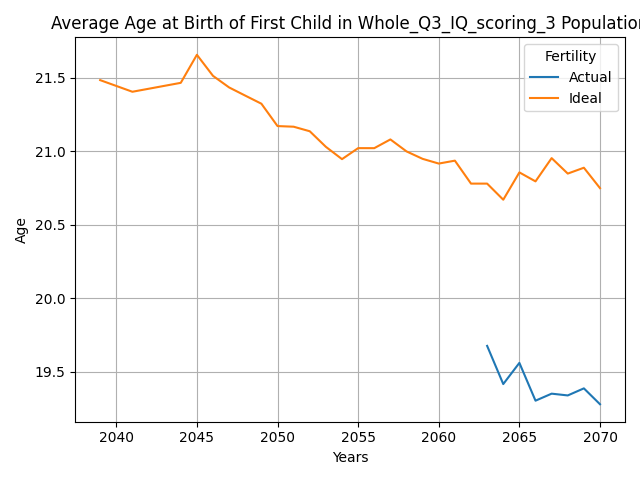 Average Age at Birth of First Child in Whole_Q3_IQ_scoring_3 Population
Fertility
Actual
Ideal
21.5
21.0
20.5
20.0
19.5
Age
2040 2045 2050 2055 2060 2065 2070
Years